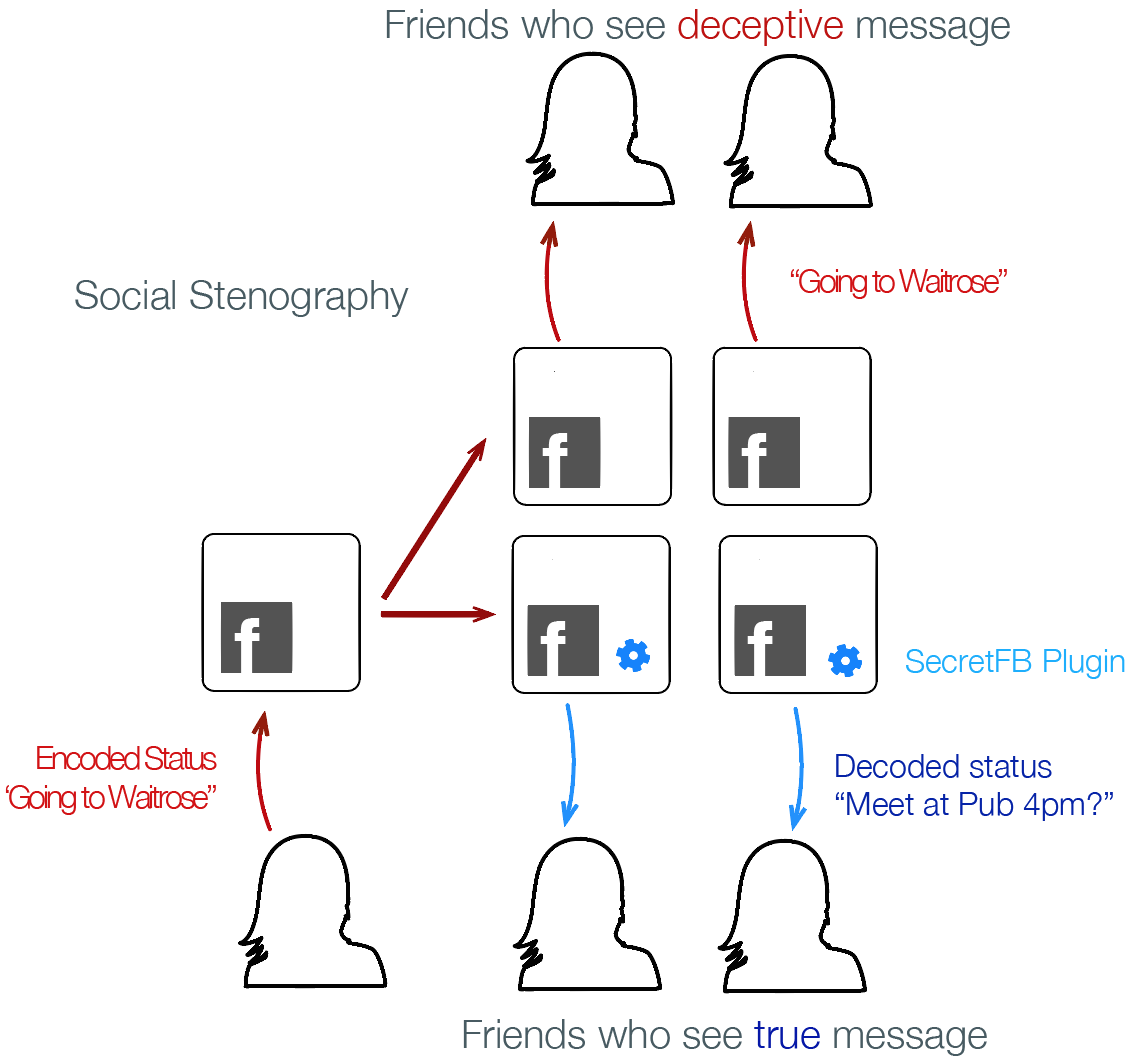 Friends who see deceptive message
Social Stenography
“Going to Waitrose”
f
f
f
f
f
SecretFB Plugin
Encoded Status
‘Going to Waitrose”
Decoded status
“Meet at Pub 4pm?”
Friends who see true message